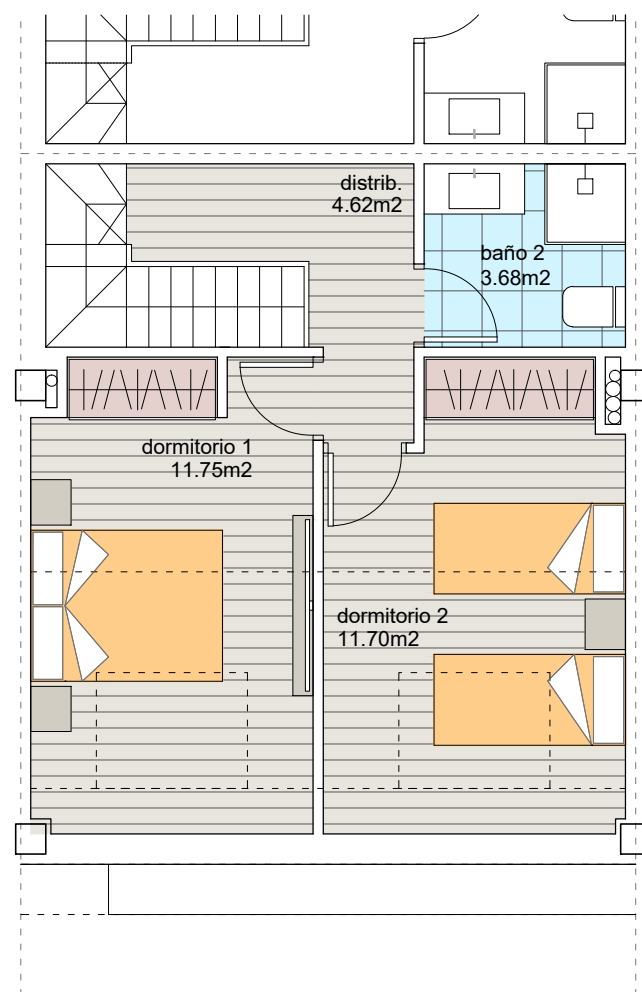 distrib.
4.62m2
baño 2
3.68m2
dormitorio 1
11.75m2
dormitorio 2
11.70m2